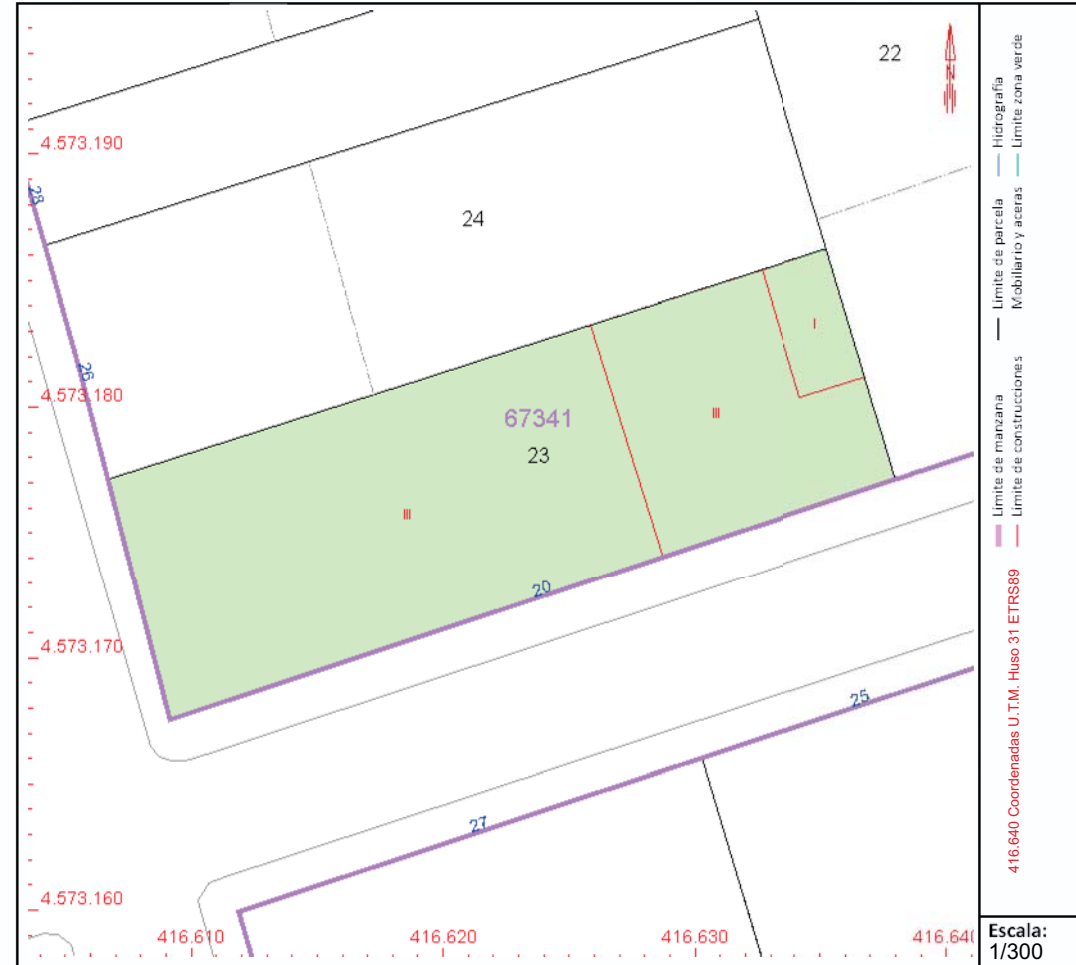 22
N
4.573.190
28
24
I
26
4.573.180
67341
III
23
III
20
4.573.170
25
27
4.573.160
416.610
416.620
416.630
416.640
Hidrografía
Límite zona verde
Límite de parcela
Mobiliario y aceras
Límite de manzana
Límite de construcciones
416.640 Coordenadas U.T.M. Huso 31 ETRS89
Escala:
1/300